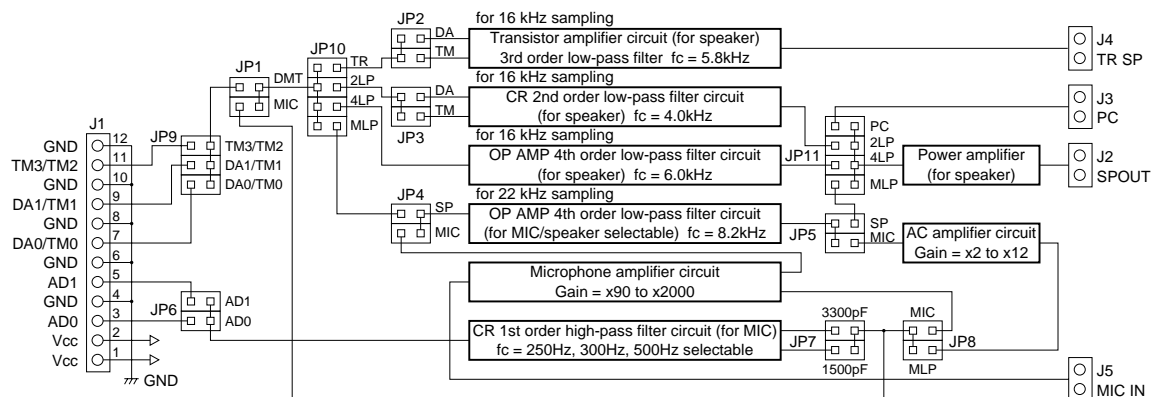 for 16 kHz sampling
JP2
DA
TM
Transistor amplifier circuit (for speaker)
3rd order low-pass filter fc = 5.8kHz
J4
TR SP
JP10
TR
2LP
4LP
MLP
JP1
DMT
MIC
for 16 kHz sampling
DA
TM
JP3
CR 2nd order low-pass filter circuit
(for speaker) fc = 4.0kHz
J3
PC
for 16 kHz sampling
OP AMP 4th order low-pass filter circuit
(for speaker) fc = 6.0kHz
JP11
PC
2LP
4LP
MLP
Power amplifier
(for speaker)
J2
SPOUT
J1
GND 12
TM3/TM2 11
GND 10
DA1/TM1 9
GND 8
DA0/TM0 7
GND 6
AD1 5
GND 4
AD0 3
Vcc 2
Vcc 1
GND
JP9
TM3/TM2
DA1/TM1
DA0/TM0
for 22 kHz sampling
JP4
SP
MIC
OP AMP 4th order low-pass filter circuit
(for MIC/speaker selectable) fc = 8.2kHz
JP5
SP
MIC
AC amplifier circuit
Gain = x2 to x12
Microphone amplifier circuit
Gain = x90 to x2000
JP6
AD1
AD0
CR 1st order high-pass filter circuit (for MIC)
fc = 250Hz, 300Hz, 500Hz selectable
3300pF
JP7
1500pF
MIC
JP8
MLP
J5
MIC IN